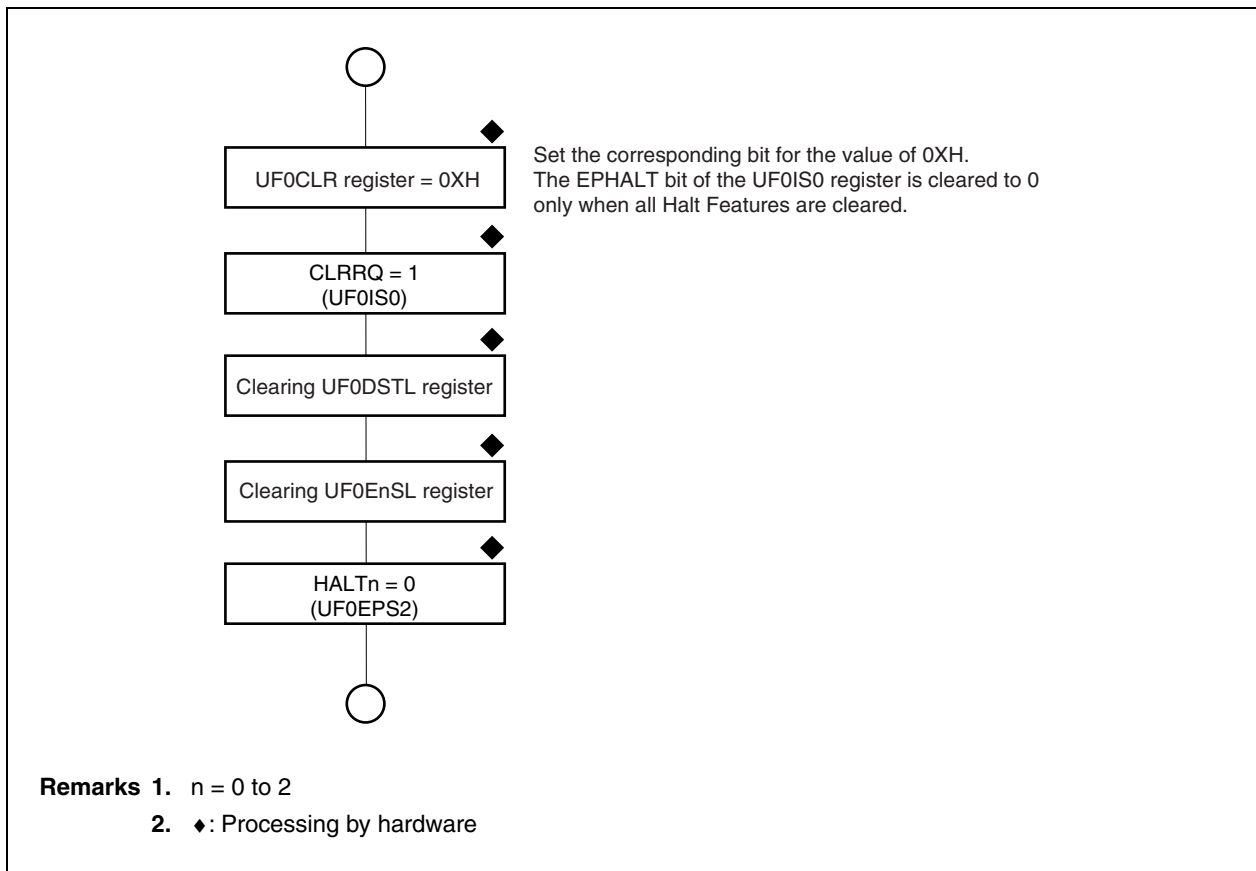 UF0CLR register = 0XH
Set the corresponding bit for the value of 0XH.
The EPHALT bit of the UF0IS0 register is cleared to 0
only when all Halt Features are cleared.
CLRRQ = 1
(UF0IS0)
Clearing UF0DSTL register
Clearing UF0EnSL register
HALTn = 0
(UF0EPS2)
Remarks 1. n = 0 to 2
2. ♦: Processing by hardware